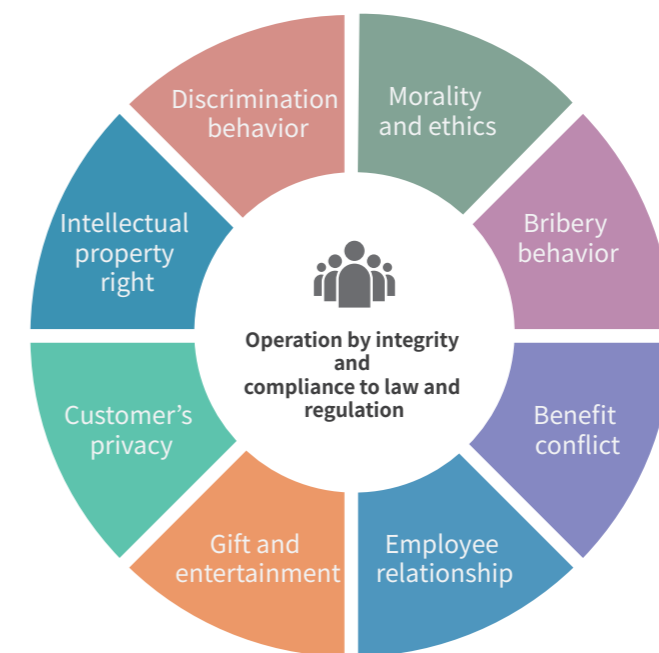 Discrimination
behavior
Morality
and ethics
Bribery
behavior
Benefit
conflict
Employee
relationship
Gift and
entertainment
Customer’s
privacy
Intellectual
property
right
Operation by integrity
and
compliance to law and
regulation